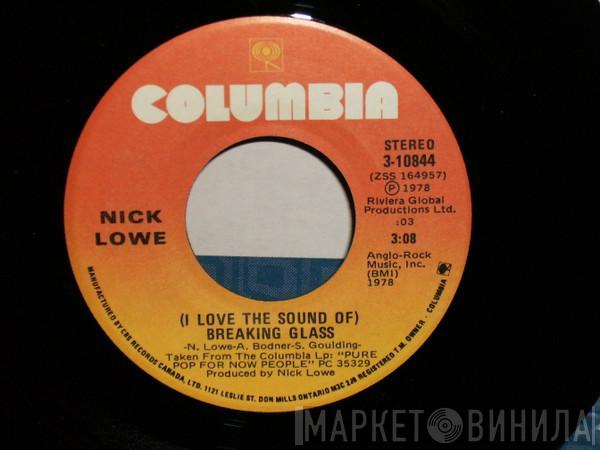 COLUMBIA
STEREO
3-10844
(ZSS 164957)
Ⓟ 1978
Riviera Global
Productions Ltd.
:03
3:08
Anglo-Rock
Music, Inc.
(BMI)
1978
NICK
LOWE
(I LOVE THE SOUND OF)
BREAKING GLASS
-N. Lowe-A. Bodner-S. Goulding-
Taken From The Columbia Lp: "PURE
POP FOR NOW PEOPLE" PC 35329
Produced by Nick Lowe
MANUFACTURED BY CBS RECORDS CANADA, LTD. 1121 LESLIE ST. DON MILLS ONTARIO M3C 2J9 REGISTERED T.M. OWNER - COLUMBIA
МАРКЕТ ВИНИЛА